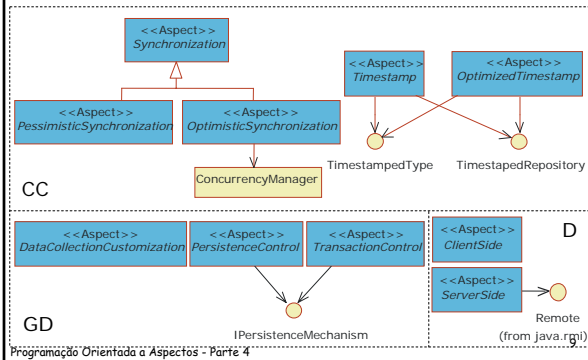 <<Aspect>>
Synchronization
<<Aspect>>
Timestamp
<<Aspect>>
OptimizedTimestamp
<<Aspect>>
PessimisticSynchronization
<<Aspect>>
OptimisticSynchronization
ConcurrencyManager
TimestampedType
TimestapedRepository
CC
<<Aspect>>
DataCollectionCustomization
<<Aspect>>
PersistenceControl
<<Aspect>>
TransactionControl
IPersistenceMechanism
GD
D
<<Aspect>>
ClientSide
<<Aspect>>
ServerSide
Remote
(from java.rmi)
Programação Orientada a Aspectos - Parte 4
9